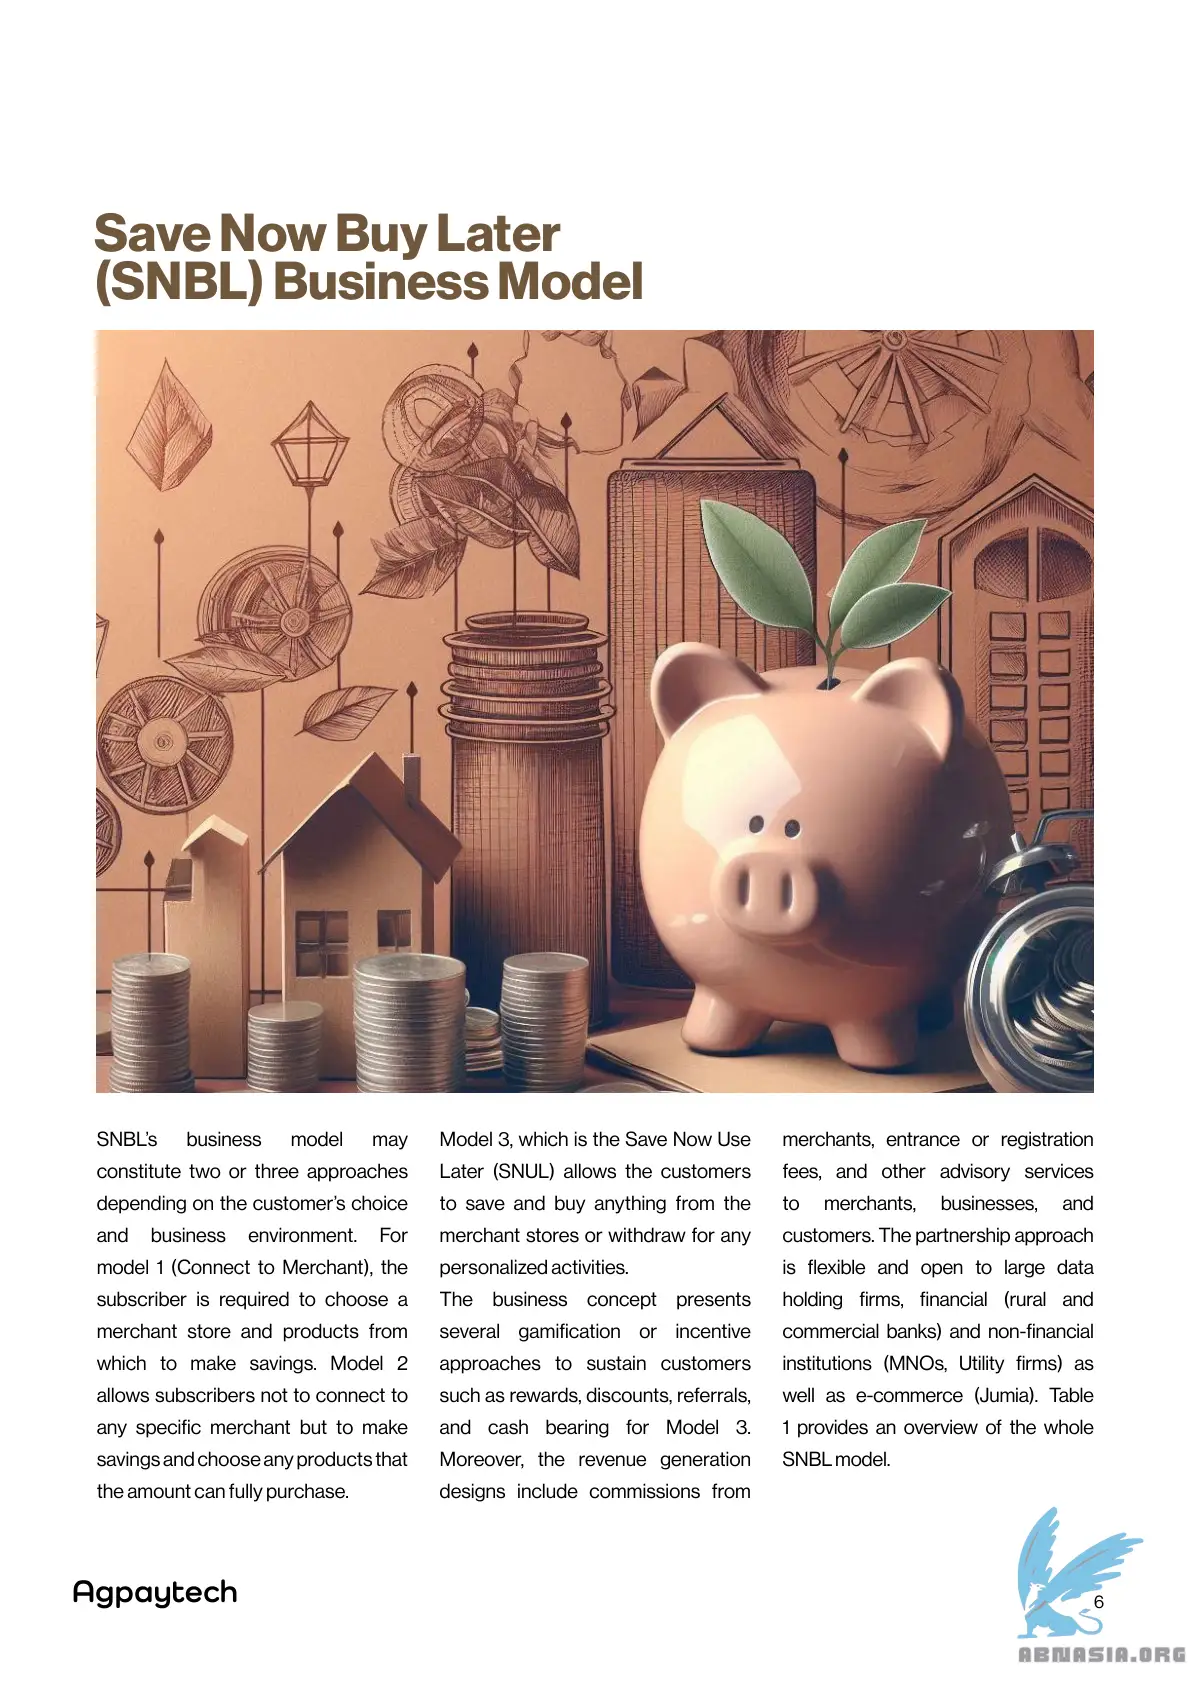 Save Now Buy Later
(SNBL) Business Model
SNBL’s business model may
constitute two or three approaches
depending on the customer’s choice
and business environment. For
model 1 (Connect to Merchant), the
subscriber is required to choose a
merchant store and products from
which to make savings. Model 2
allows subscribers not to connect to
any specific merchant but to make
savings and choose any products that
the amount can fully purchase.
Model 3, which is the Save Now Use
Later (SNUL) allows the customers
to save and buy anything from the
merchant stores or withdraw for any
personalized activities.
The business concept presents
several gamification or incentive
approaches to sustain customers
such as rewards, discounts, referrals,
and cash bearing for Model 3.
Moreover, the revenue generation
designs include commissions from
merchants, entrance or registration
fees, and other advisory services
to merchants, businesses, and
customers. The partnership approach
is flexible and open to large data
holding firms, financial (rural and
commercial banks) and non-financial
institutions (MNOs, Utility firms) as
well as e-commerce (Jumia). Table
1 provides an overview of the whole
SNBL model.
Agpaytech
6
ABNASIA.ORG